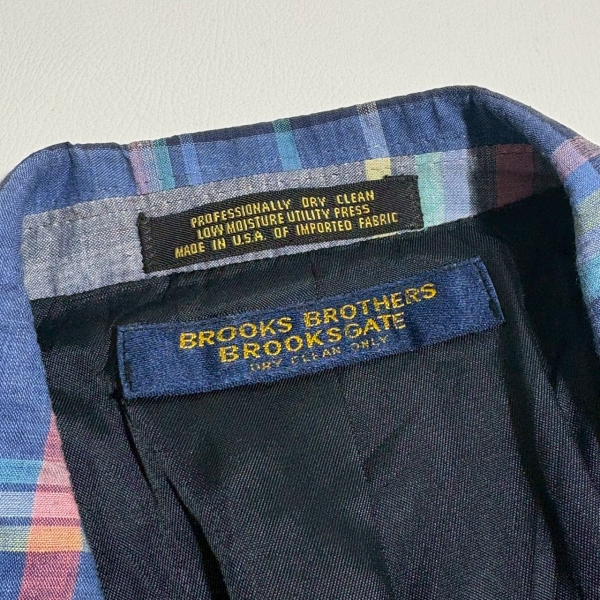 PROFESSIONALLY DRY CLEAN
LOW MOISTURE UTILITY PRESS
MADE IN U.S.A. OF IMPORTED FABRIC
BROOKS BROTHERS
BROOKSGATE
DRY CLEAN ONLY